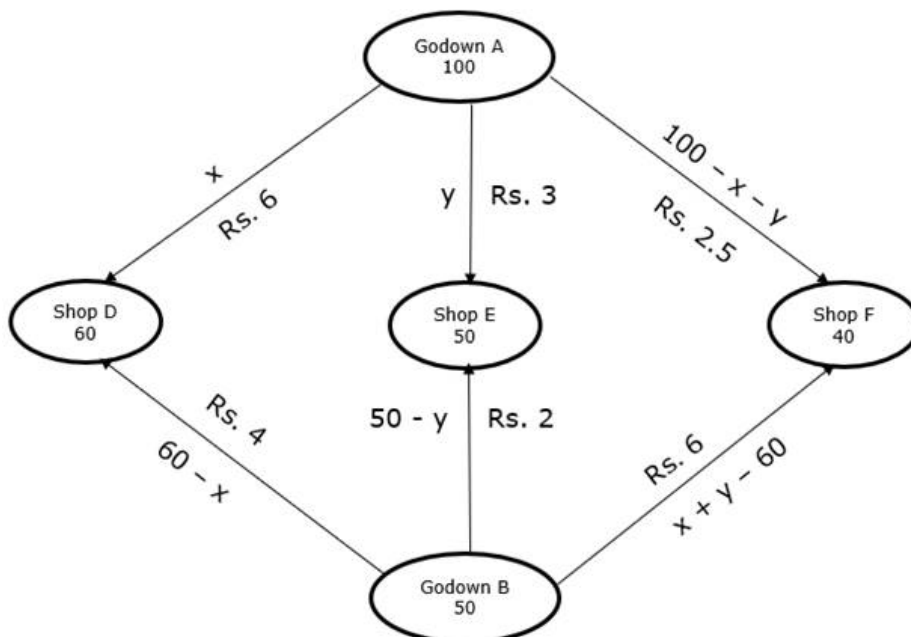 Godown A
100
x
Rs. 6
y
Rs. 3
100 – x – y
Rs. 2.5
Shop D
60
Shop E
50
Shop F
40
Rs. 4
60 – x
50 - y
Rs. 2
Rs. 6
x + y – 60
Godown B
50